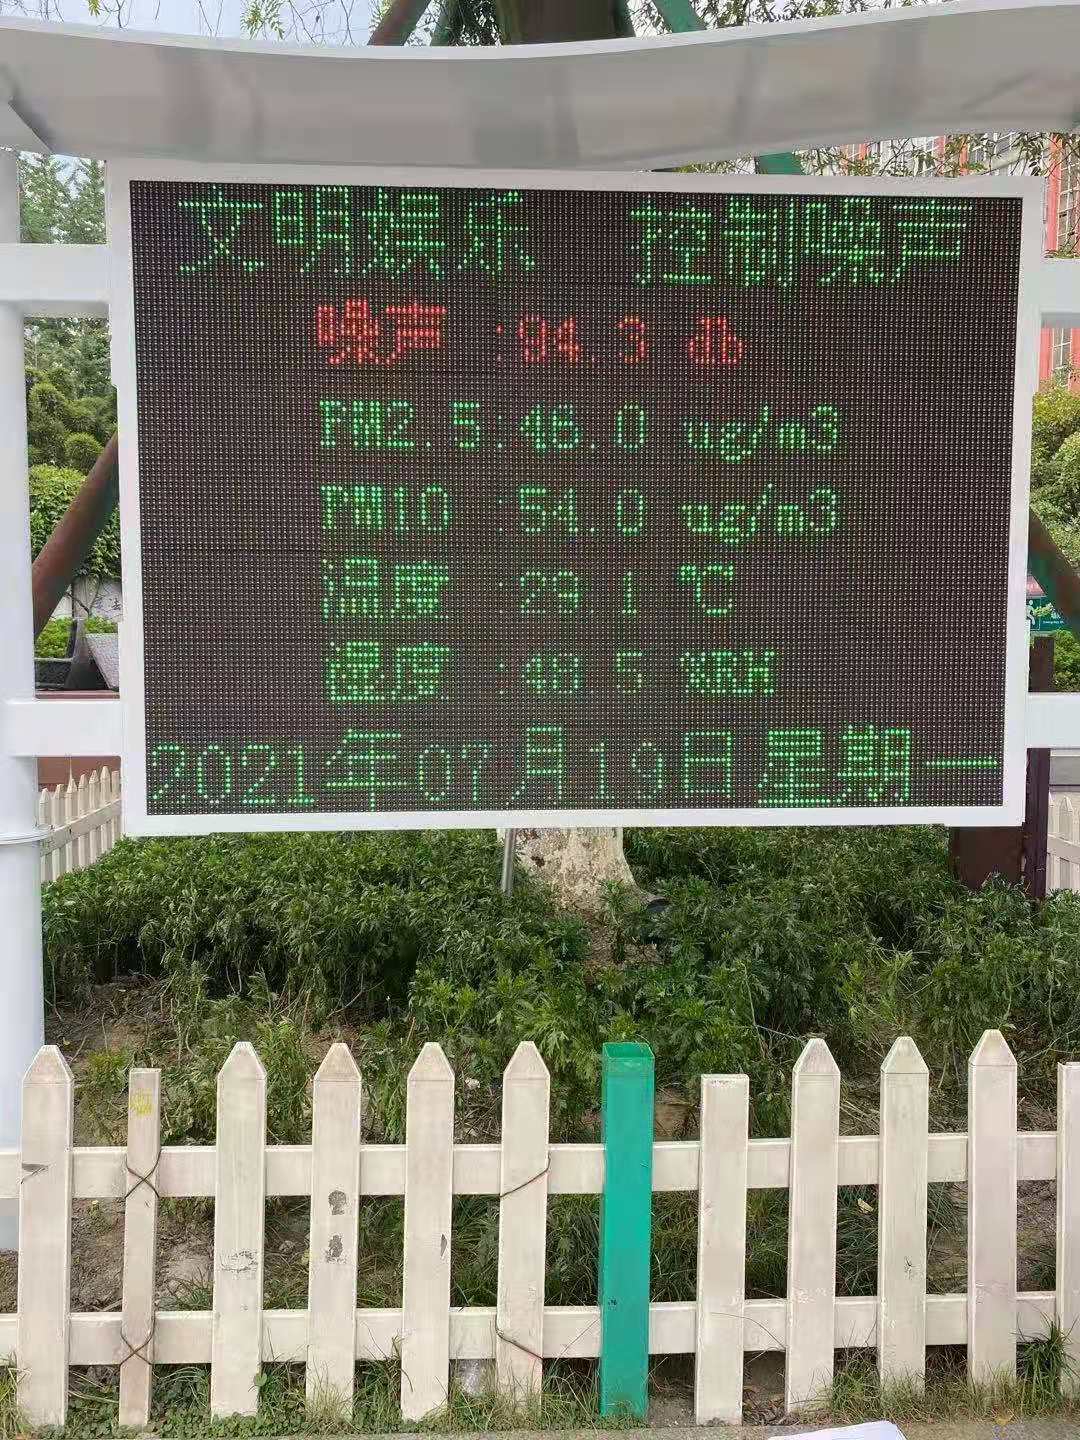 文明娱乐 控制噪声
噪声 :94.3 db
PM2.5:46.0 ug/m3
PM10 :54.0 ug/m3
温度 :29.1 ℃
湿度 :48.5 %RH
2021年07月19日星期一